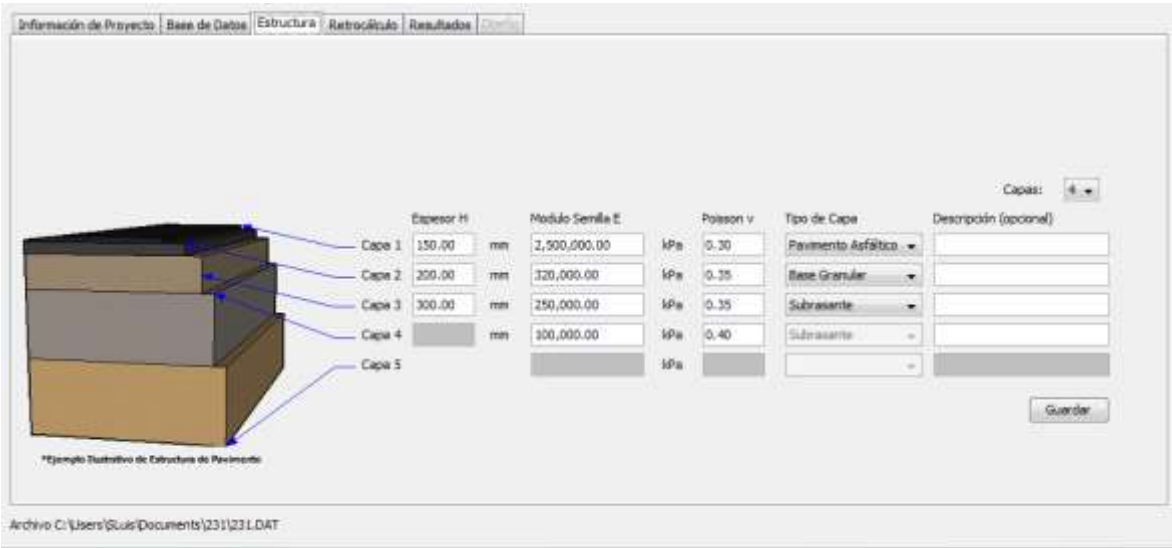 Información de Proyecto Base de Datos Estructura Retrocálculo Resultados Diseño
Capas: 4
Espesor H Modulo Semilla E Poisson v Tipo de Capa Descripción (opcional)
Capa 1 150.00 mm 2,500,000.00 kPa 0.30 Pavimento Asfáltico
Capa 2 200.00 mm 320,000.00 kPa 0.35 Base Granular
Capa 3 300.00 mm 250,000.00 kPa 0.35 Subrasante
Capa 4 mm 100,000.00 kPa 0.40 Subrasante
Capa 5 kPa
Guardar
*Ejemplo Ilustrativo de Estructura de Pavimento
Archivo C:\Users\SLuis\Documents\231\231.DAT